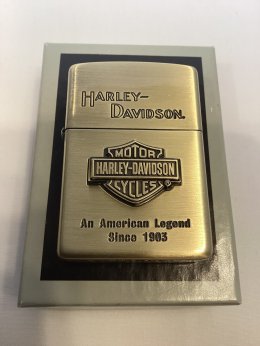 HARLEY-
DAVIDSON.
MOTOR
HARLEY-DAVIDSON
CYCLES
®
An American Legend
Since 1903